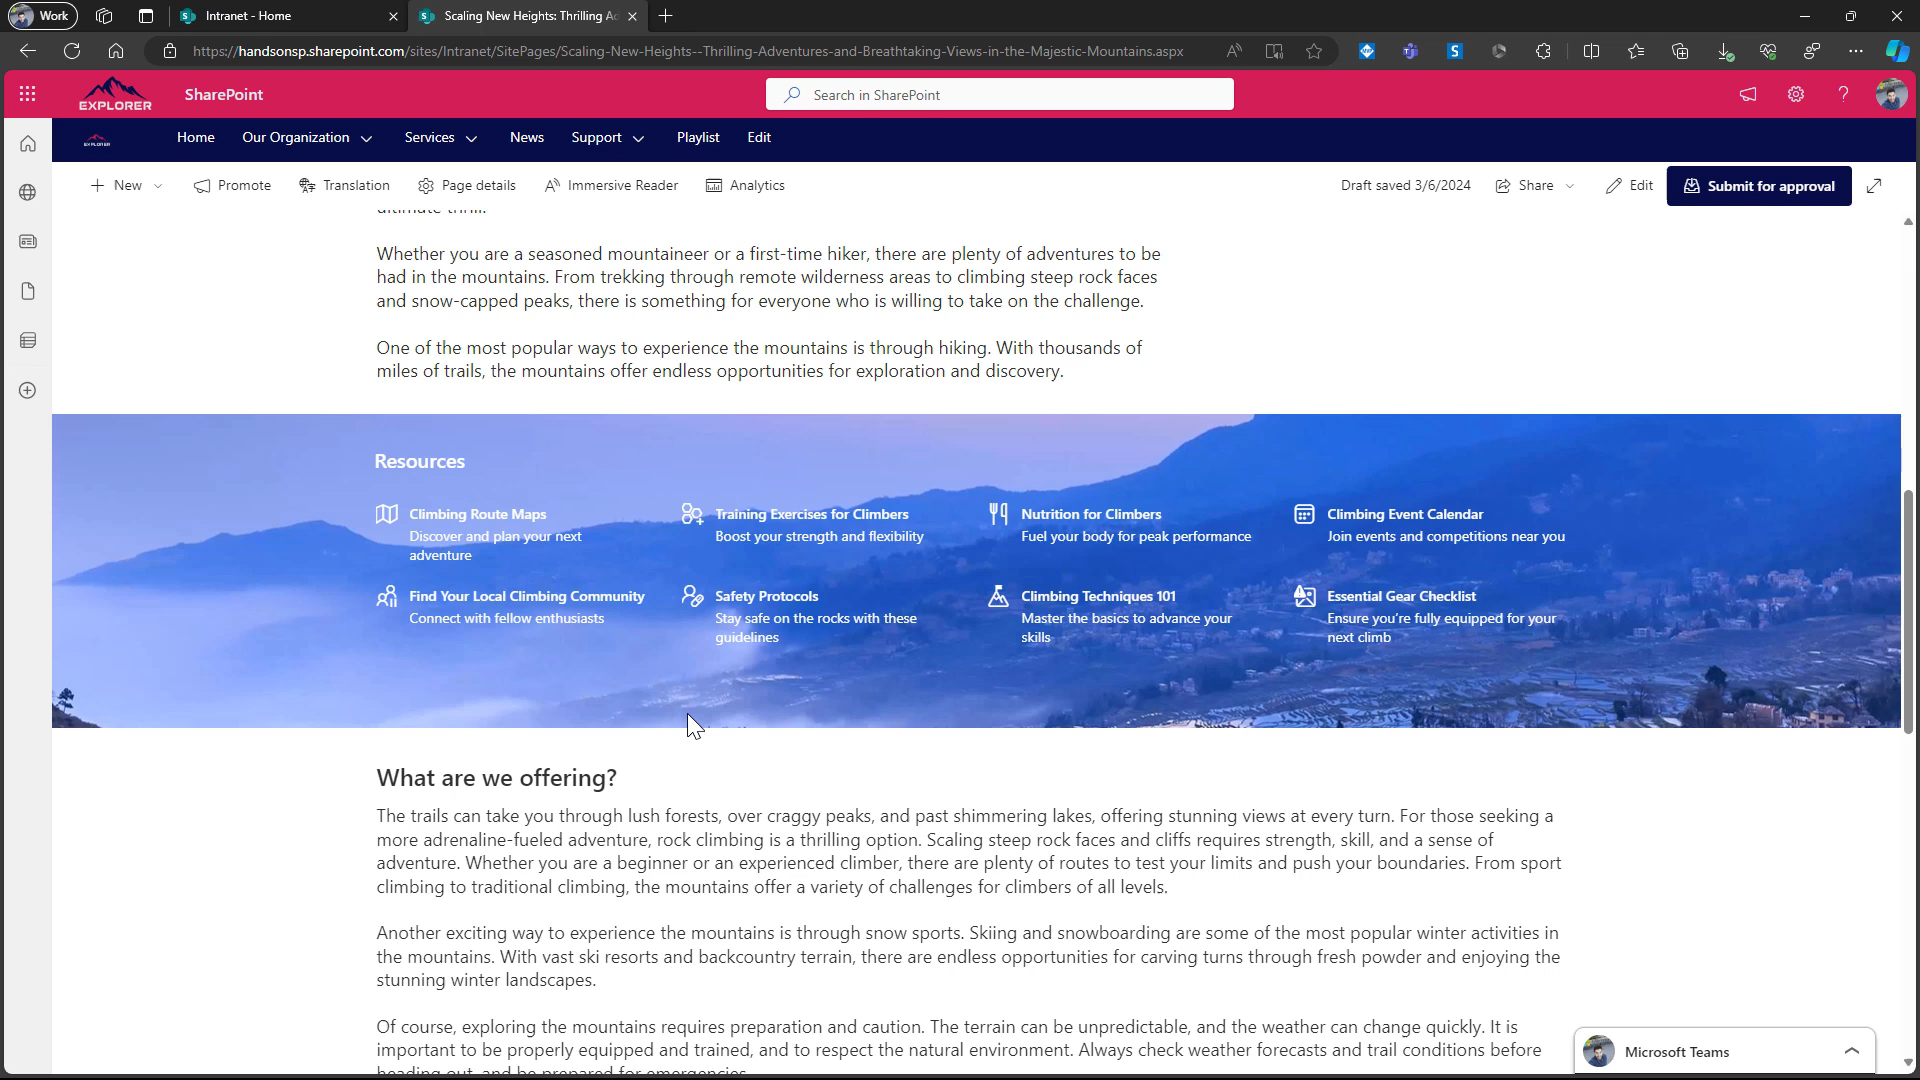 Work
Intranet - Home
Scaling New Heights: Thrilling Ad
https://handsonsp.sharepoint.com/sites/Intranet/SitePages/Scaling-New-Heights--Thrilling-Adventures-and-Breathtaking-Views-in-the-Majestic-Mountains.aspx
EXPLORER
SharePoint
Search in SharePoint
EXPLORER
Home
Our Organization
Services
News
Support
Playlist
Edit
New
Promote
Translation
Page details
Immersive Reader
Analytics
Draft saved 3/6/2024
Share
Edit
Submit for approval
ultimate thrill.
Whether you are a seasoned mountaineer or a first-time hiker, there are plenty of adventures to be
had in the mountains. From trekking through remote wilderness areas to climbing steep rock faces
and snow-capped peaks, there is something for everyone who is willing to take on the challenge.
One of the most popular ways to experience the mountains is through hiking. With thousands of
miles of trails, the mountains offer endless opportunities for exploration and discovery.
Resources
Climbing Route Maps
Discover and plan your next
adventure
Training Exercises for Climbers
Boost your strength and flexibility
Nutrition for Climbers
Fuel your body for peak performance
Climbing Event Calendar
Join events and competitions near you
Find Your Local Climbing Community
Connect with fellow enthusiasts
Safety Protocols
Stay safe on the rocks with these
guidelines
Climbing Techniques 101
Master the basics to advance your
skills
Essential Gear Checklist
Ensure you're fully equipped for your
next climb
What are we offering?
The trails can take you through lush forests, over craggy peaks, and past shimmering lakes, offering stunning views at every turn. For those seeking a
more adrenaline-fueled adventure, rock climbing is a thrilling option. Scaling steep rock faces and cliffs requires strength, skill, and a sense of
adventure. Whether you are a beginner or an experienced climber, there are plenty of routes to test your limits and push your boundaries. From sport
climbing to traditional climbing, the mountains offer a variety of challenges for climbers of all levels.
Another exciting way to experience the mountains is through snow sports. Skiing and snowboarding are some of the most popular winter activities in
the mountains. With vast ski resorts and backcountry terrain, there are endless opportunities for carving turns through fresh powder and enjoying the
stunning winter landscapes.
Of course, exploring the mountains requires preparation and caution. The terrain can be unpredictable, and the weather can change quickly. It is
important to be properly equipped and trained, and to respect the natural environment. Always check weather forecasts and trail conditions before
heading out, and be prepared for emergencies.
Microsoft Teams